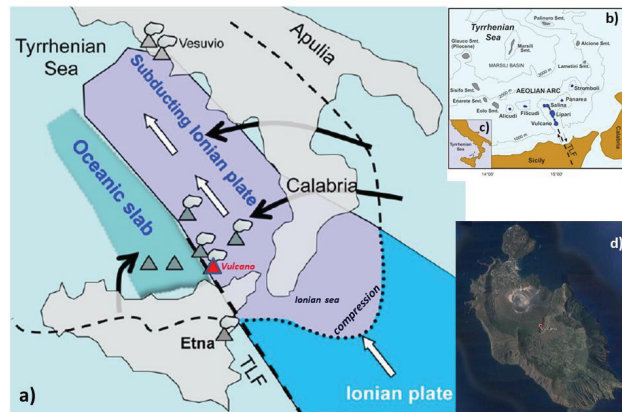 Tyrrhenian
Sea
Vesuvio
Apulia
Subducting Ionian plate
Oceanic slab
Calabria
Vulcano
Ionian sea
compression
Etna
TLF
Ionian plate
a)
b)
Tyrrhenian
Sea
Palinuro Smt.
Glauco Smt.
(Pliocene)
Marsili
Smt.
Alcione Smt.
MARSILI BASIN
Lametini Smt.
Sisifo Smt.
AEOLIAN ARC
Stromboli
Enarete Smt.
Panarea
Eolo Smt.
Salina
Alicudi
Filicudi
Lipari
Vulcano
c)
Tyrrhenian
Sea
TLF
Sicily
Calabria
d)